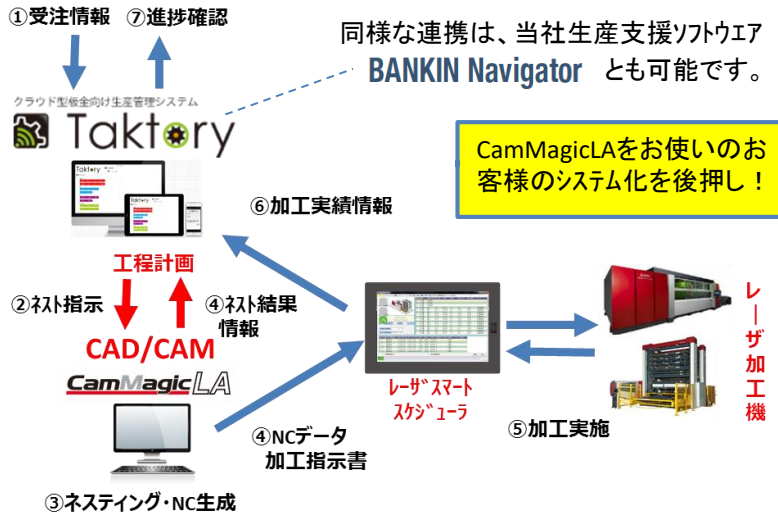 ①受注情報 ⑦進捗確認
同様な連携は、当社生産支援ｿﾌﾄｳエア
BANKIN Navigator とも可能です。
クラウド型板金向け生産管理システム
Taktory
CamMagicLAをお使いのお
客様のｼｽﾃﾑ化を後押し！
Taktory
⑥加工実績情報
工程計画
②ﾈｽﾄ指示
④ﾈｽﾄ結果
情報
CAD/CAM
CamMagic LA
ﾚｰｻﾞｽﾏｰﾄ
ｽｹｼﾞｭｰﾗ
レーザ加工機
④NCデータ
加工指示書
⑤加工実施
③ネスティング・NC生成